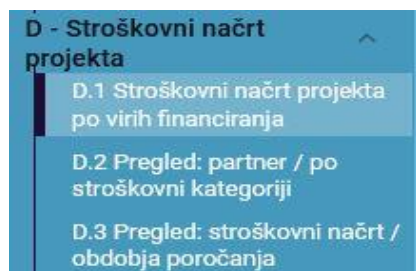 D - Stroškovni načrt
projekta
D.1 Stroškovni načrt projekta
po virih financiranja
D.2 Pregled: partner / po
stroškovni kategoriji
D.3 Pregled: stroškovni načrt /
obdobja poročanja